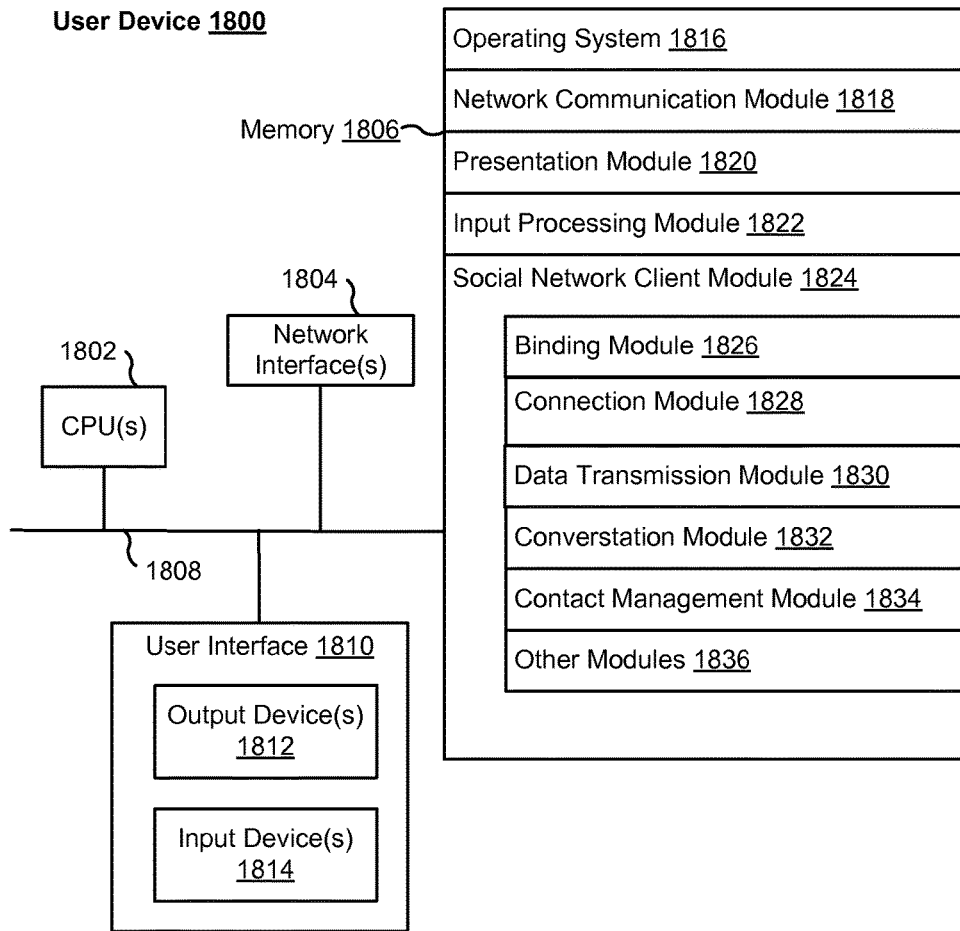 User Device 1800
Operating System 1816
Network Communication Module 1818
Memory 1806
Presentation Module 1820
Input Processing Module 1822
Social Network Client Module 1824
1804
Network
Interface(s)
1802
CPU(s)
Binding Module 1826
Connection Module 1828
Data Transmission Module 1830
Converstation Module 1832
Contact Management Module 1834
Other Modules 1836
1808
User Interface 1810
Output Device(s)
1812
Input Device(s)
1814